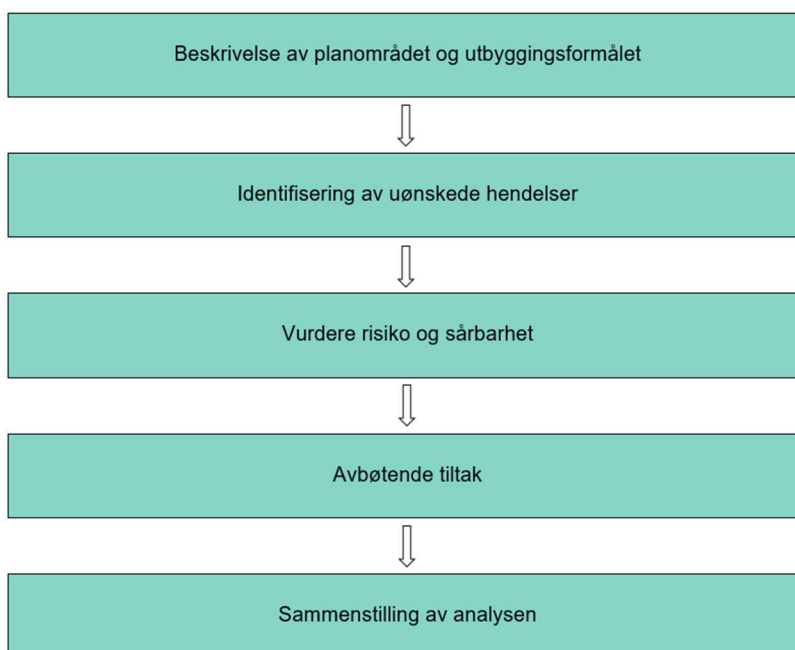 Beskrivelse av planområdet og utbyggingsformålet
Identifisering av uønskede hendelser
Vurdere risiko og sårbarhet
Avbøtende tiltak
Sammenstilling av analysen